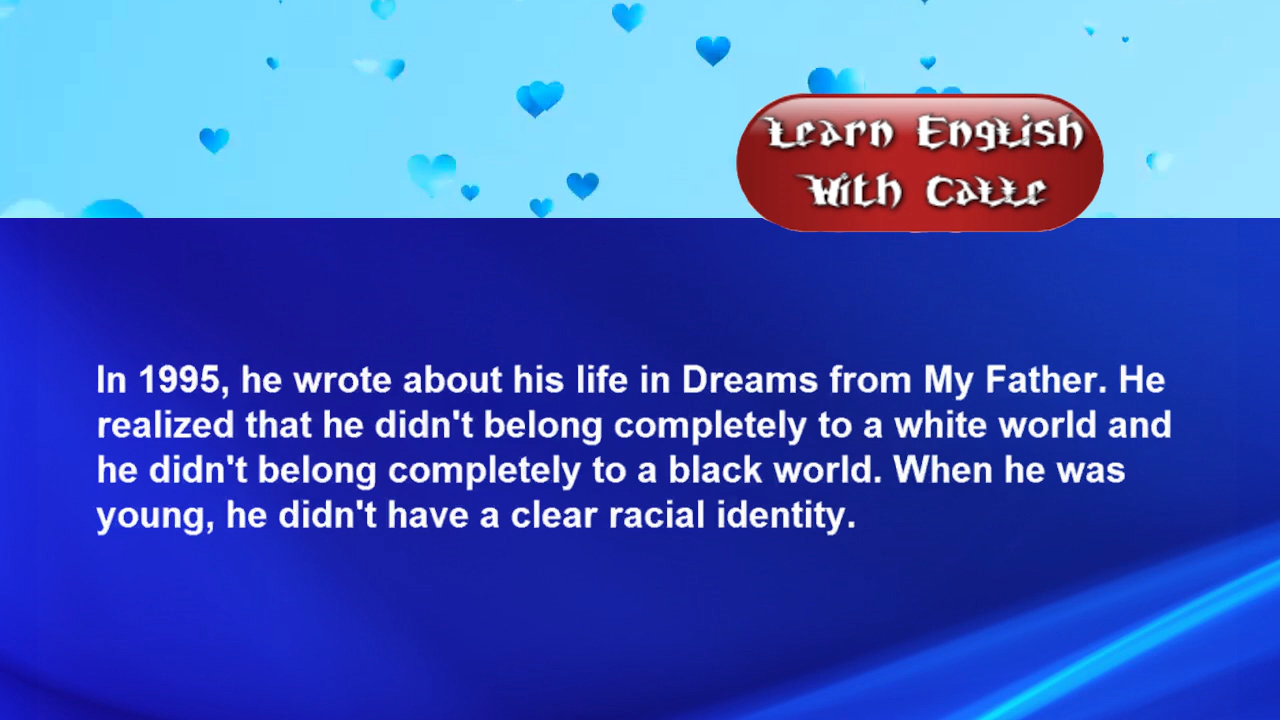 Learn English
With Catte
In 1995, he wrote about his life in Dreams from My Father. He
realized that he didn't belong completely to a white world and
he didn't belong completely to a black world. When he was
young, he didn't have a clear racial identity.